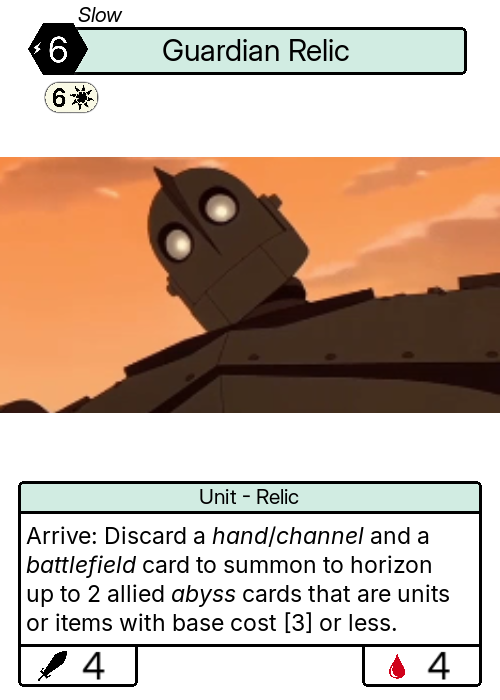 Slow
6 Guardian Relic
6
Unit - Relic
Arrive: Discard a hand/channel and a
battlefield card to summon to horizon
up to 2 allied abyss cards that are units
or items with base cost [3] or less.
4 4